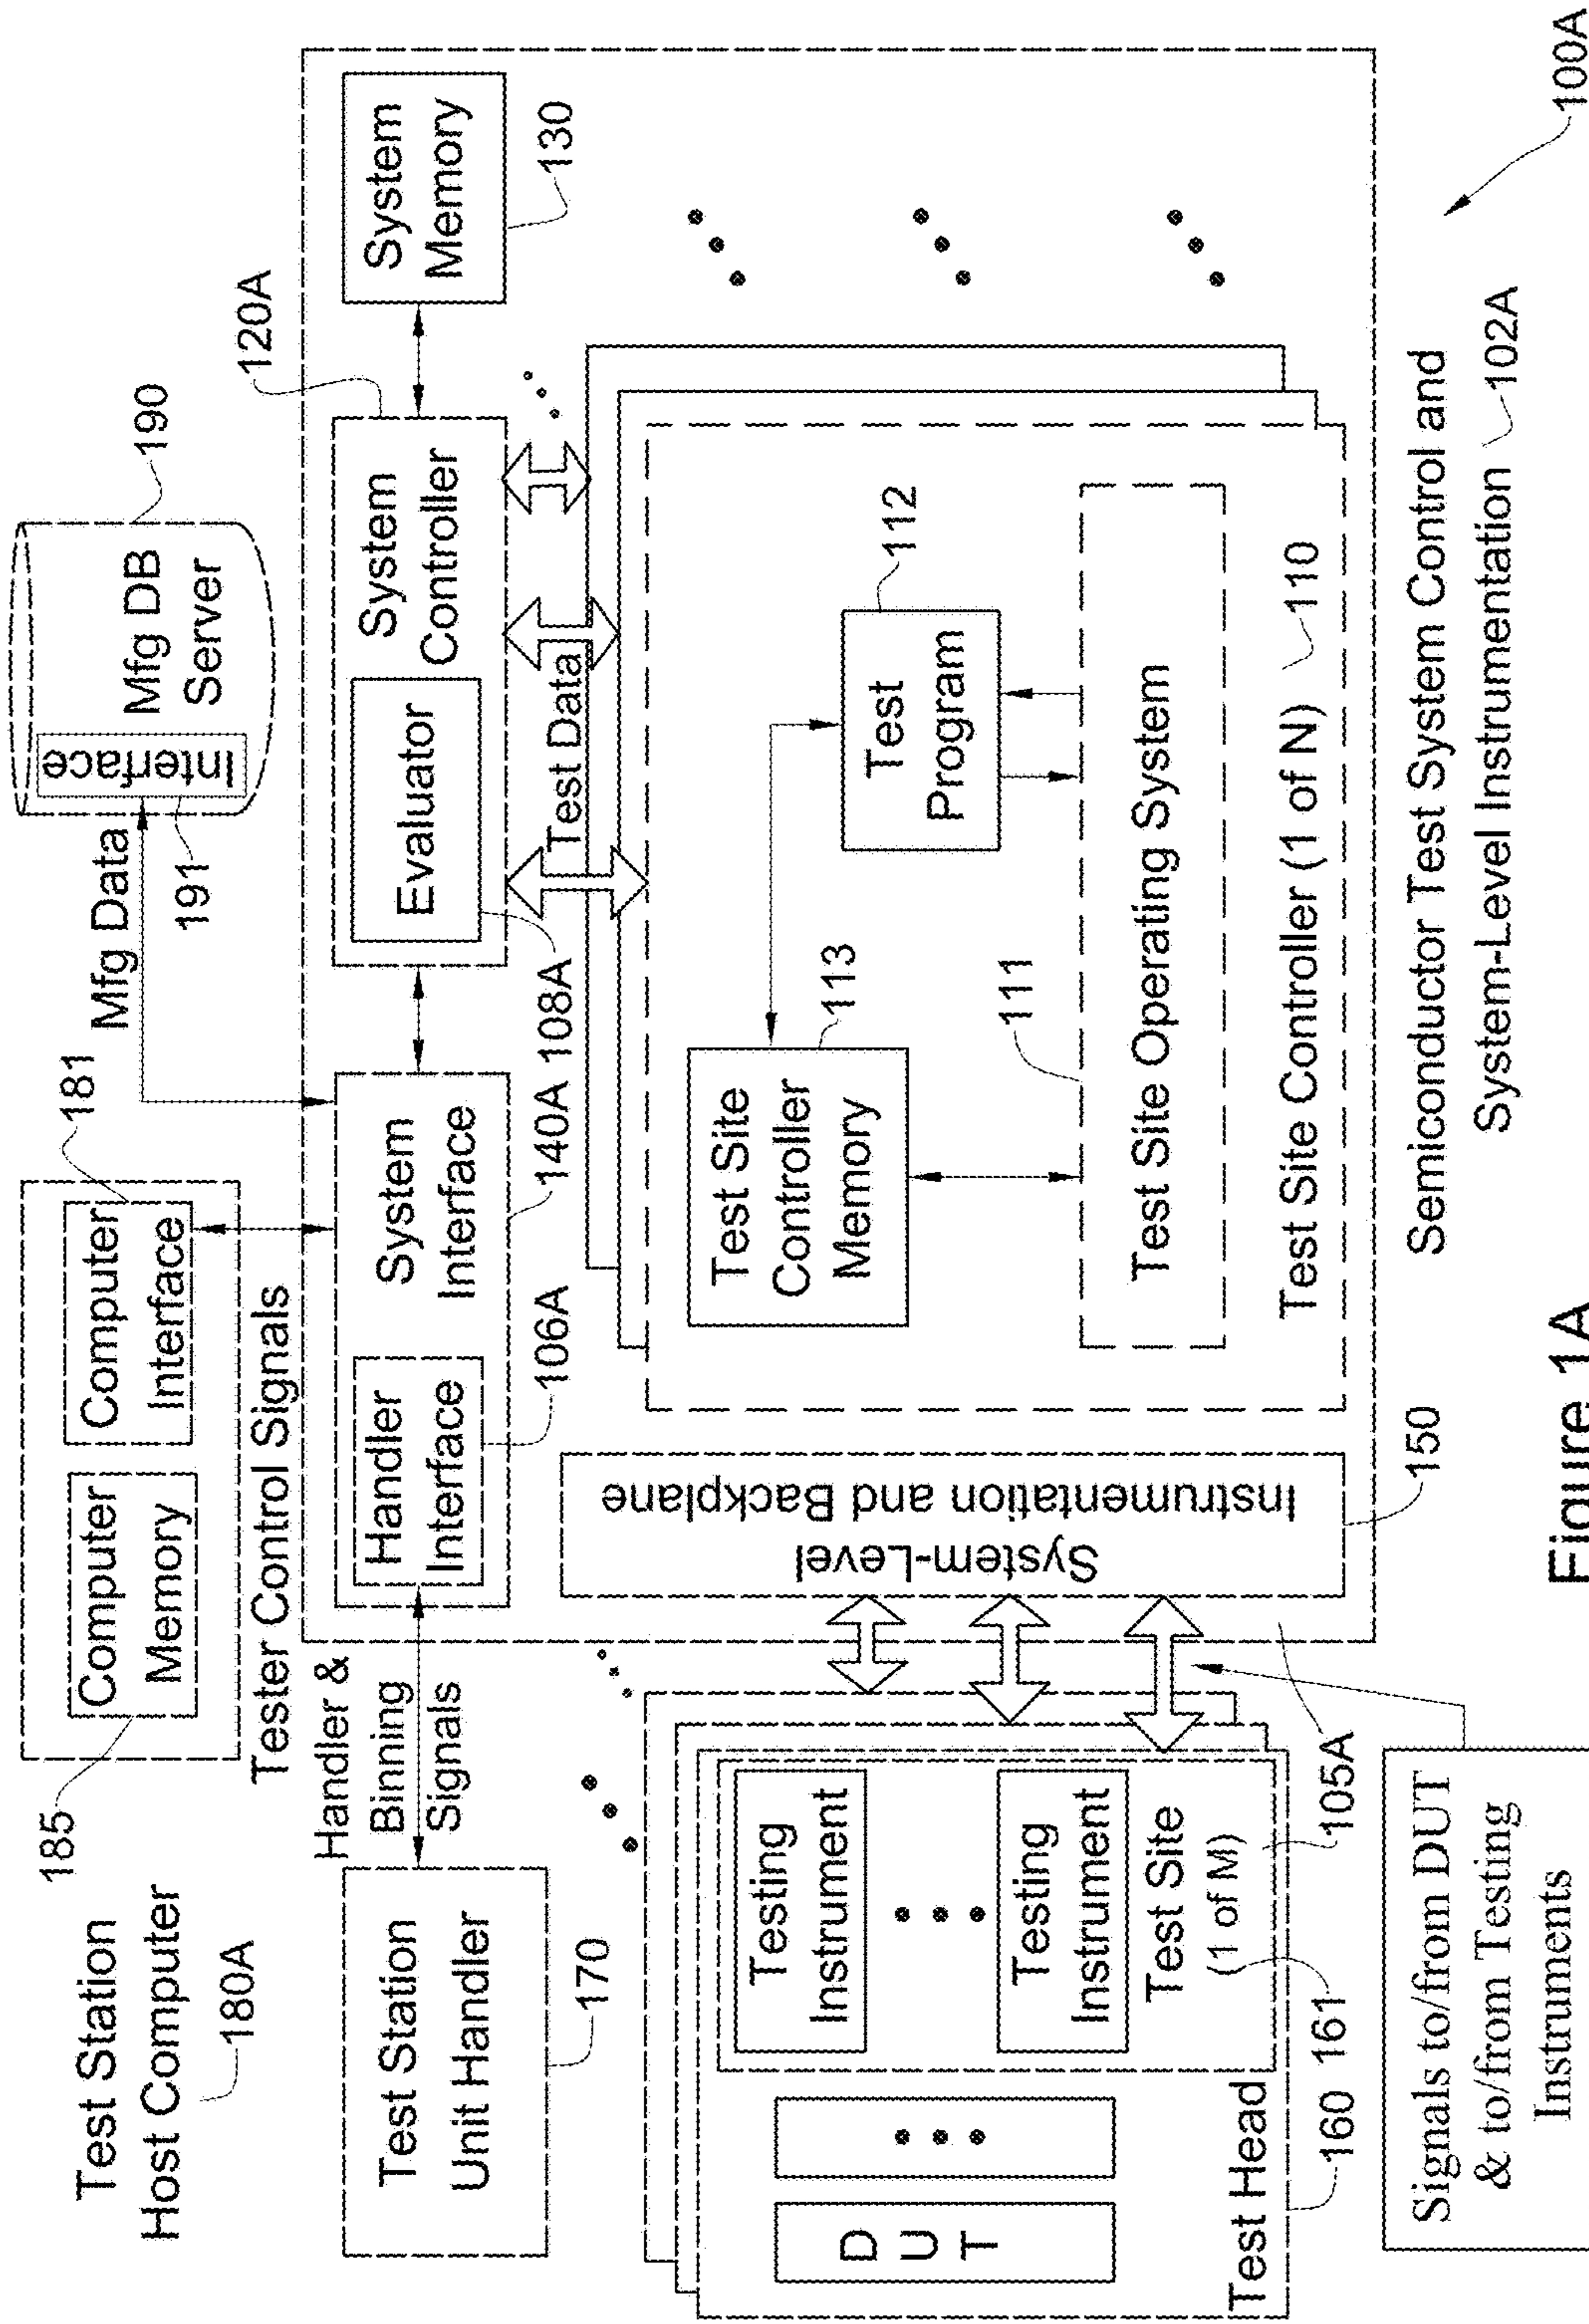 Test Station
Host Computer
180A
185
Computer
Memory
Computer
Interface
181
Tester Control Signals
Mfg Data
191
Interface
Mfg DB
Server
190
120A
Test Station
Unit Handler
170
Handler &
Binning
Signals
Handler
Interface
106A
System
Interface
140A
Evaluator
108A
System
Controller
System
Memory
130
Test Data
D
U
T
Testing
Instrument
Testing
Instrument
Test Site
(1 of M)
Test Head
160
161
105A
System-Level
Instrumentation and Backplane
150
Test Site
Controller
Memory
113
Test
Program
112
111
Test Site Operating System
Test Site Controller (1 of N)
110
Signals to/from DUT
& to/from Testing
Instruments
Semiconductor Test System Control and
System-Level Instrumentation
102A
100A
Figure 1A